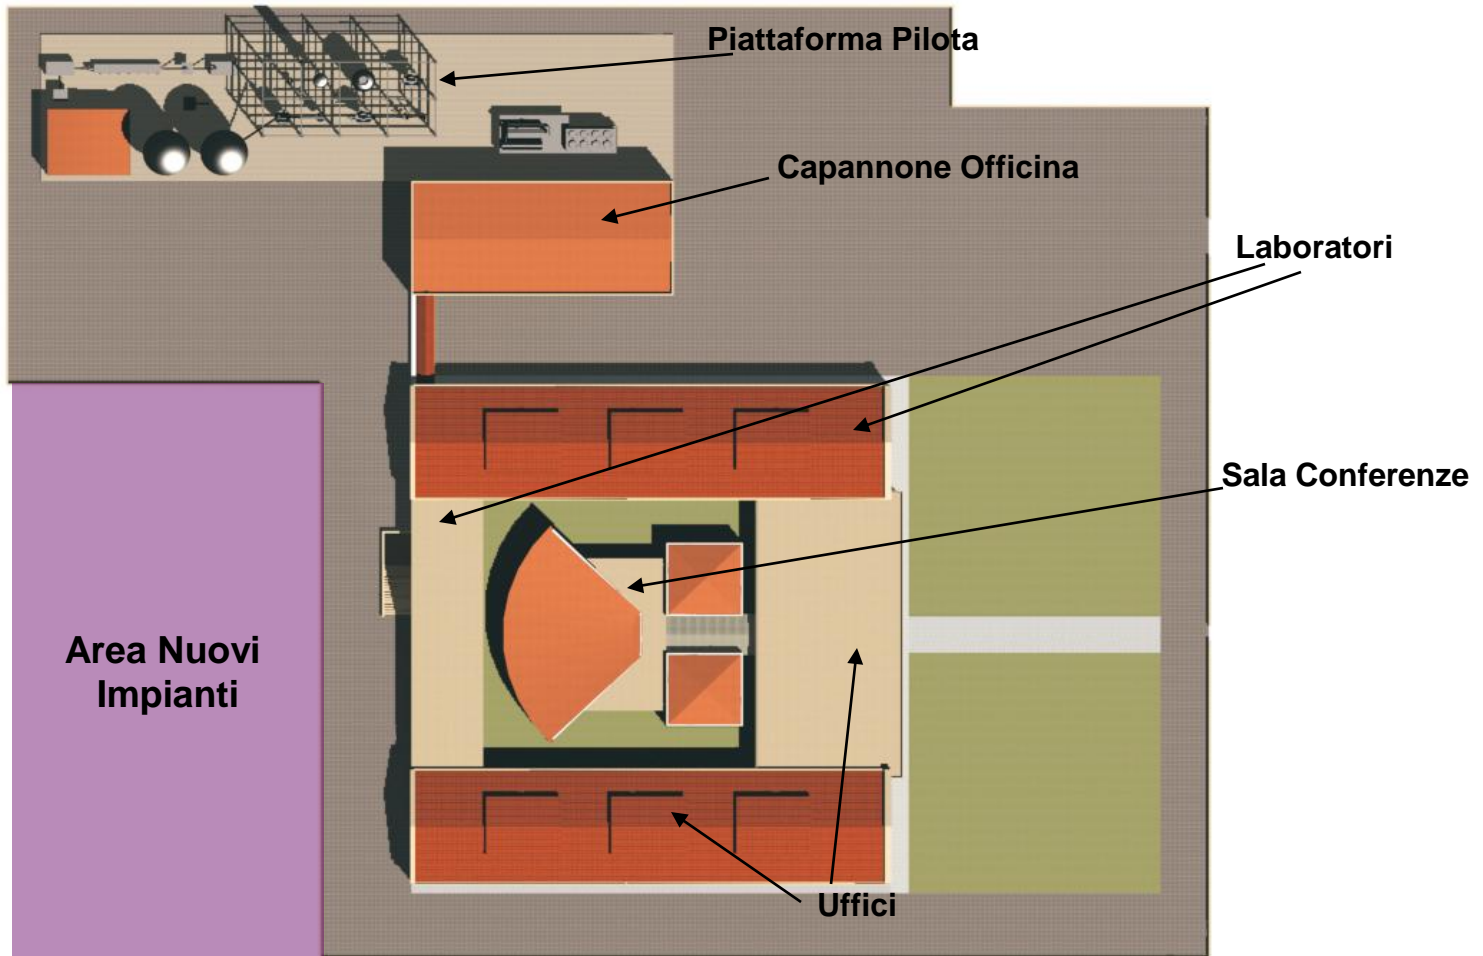 Piattaforma Pilota
Capannone Officina
Laboratori
Sala Conferenze
Area Nuovi
Impianti
Uffici